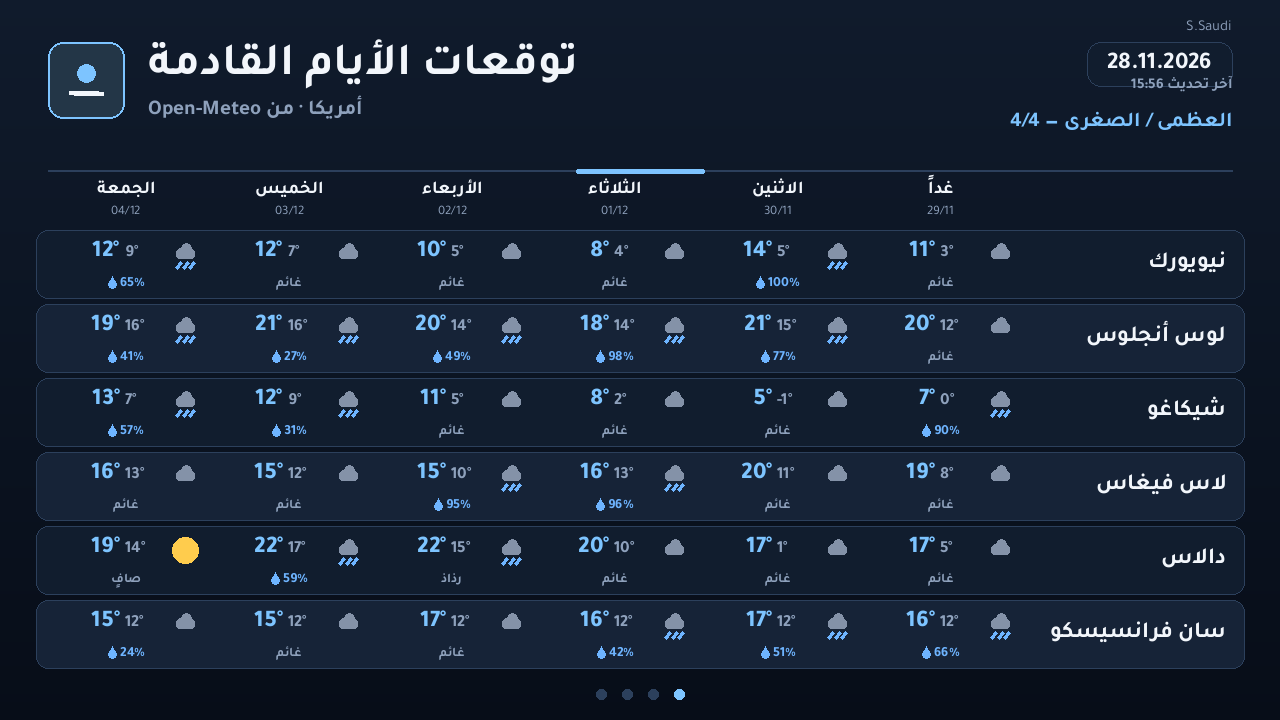 S.Saudi
توقعات الأيام القادمة
28.11.2026
آخر تحديث 15:56
أمريكا · من Open-Meteo
العظمى / الصغرى — 4/4
غداً الاثنين الثلاثاء الأربعاء الخميس الجمعة
29/11 30/11 01/12 02/12 03/12 04/12
نيويورك 11° 3° 14° 5° 8° 4° 10° 5° 12° 7° 12° 9°
غائم 100% غائم غائم غائم 65%
لوس أنجلوس 20° 12° 21° 15° 18° 14° 20° 14° 21° 16° 19° 16°
غائم 77% 98% 49% 27% 41%
شيكاغو 7° 0° 5° -1° 8° 2° 11° 5° 12° 9° 13° 7°
90% غائم غائم غائم 31% 57%
لاس فيغاس 19° 8° 20° 11° 16° 13° 15° 10° 15° 12° 16° 13°
غائم غائم 96% 95% غائم غائم
دالاس 17° 5° 17° 1° 20° 10° 22° 15° 22° 17° 19° 14°
غائم غائم غائم رذاذ 59% صافٍ
سان فرانسيسكو 16° 12° 17° 12° 16° 12° 17° 12° 15° 12° 15° 12°
66% 51% 42% غائم غائم 24%